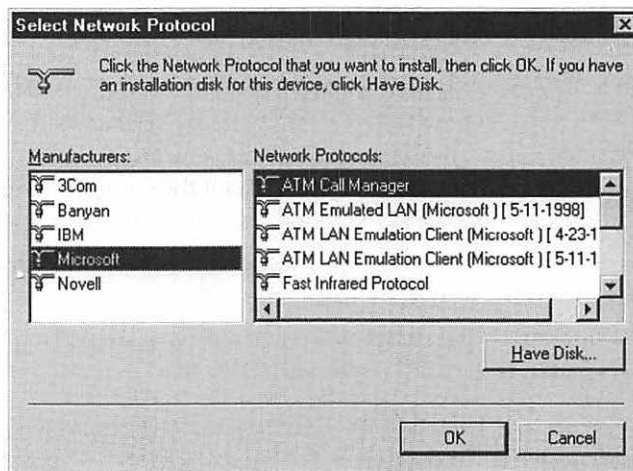 Select Network Protocol
Click the Network Protocol that you want to install, then click OK. If you have
an installation disk for this device, click Have Disk.
Manufacturers:
3Com
Banyan
IBM
Microsoft
Novell
Network Protocols:
ATM Call Manager
ATM Emulated LAN (Microsoft ) [ 5-11-1998]
ATM LAN Emulation Client (Microsoft ) [ 4-23-1
ATM LAN Emulation Client (Microsoft ) [ 5-11-1
Fast Infrared Protocol
Have Disk...
OK
Cancel